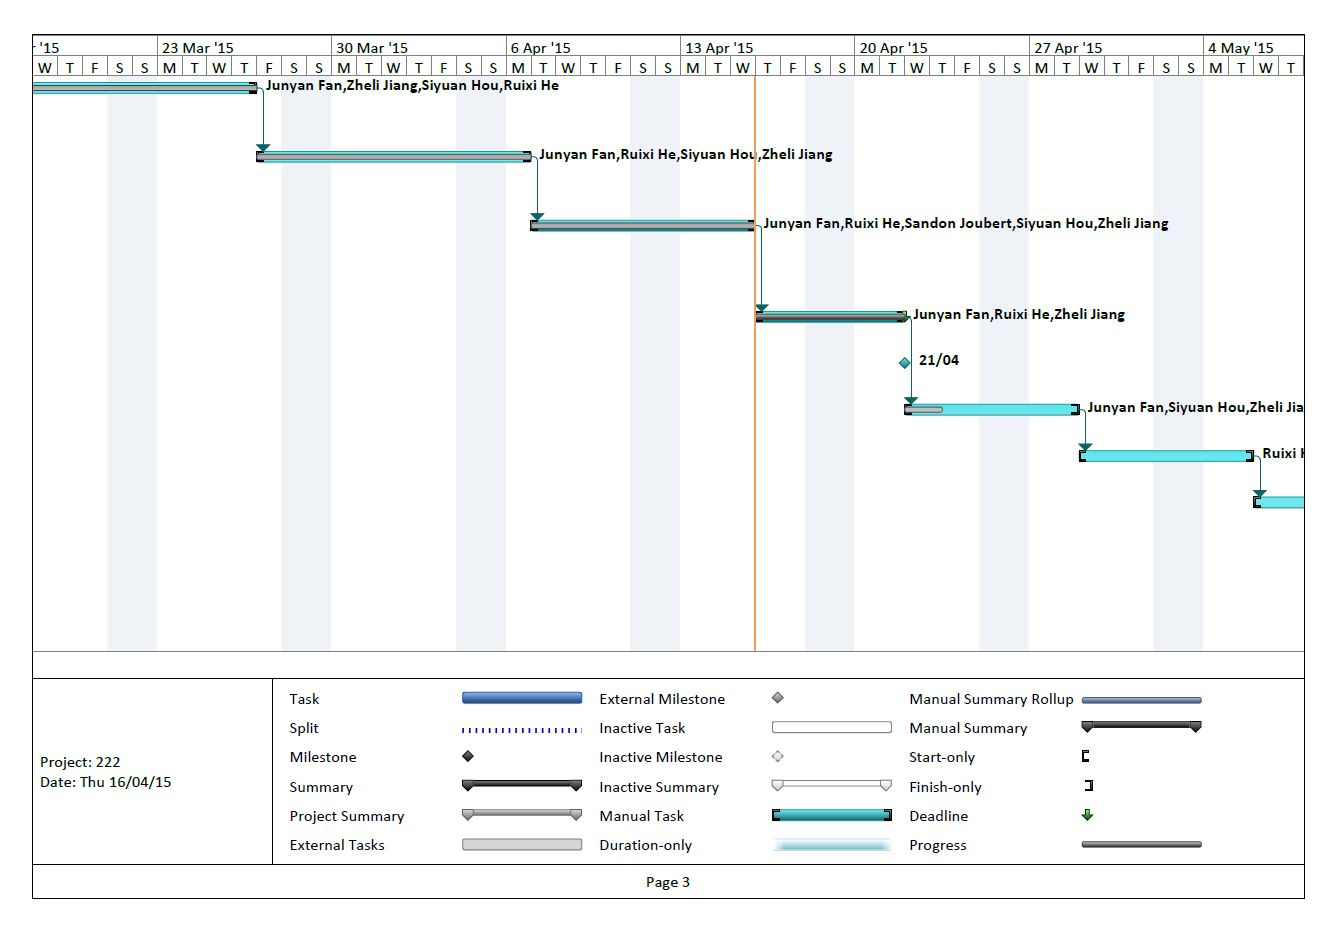 '15 23 Mar '15 30 Mar '15 6 Apr '15 13 Apr '15 20 Apr '15 27 Apr '15 4 May '15
W T F S S M T W T F S S M T W T F S S M T W T F S S M T W T F S S M T W T F S S M T W T F S S M T W T
Junyan Fan,Zheli Jiang,Siyuan Hou,Ruixi He
Junyan Fan,Ruixi He,Siyuan Hou,Zheli Jiang
Junyan Fan,Ruixi He,Sandon Joubert,Siyuan Hou,Zheli Jiang
Junyan Fan,Ruixi He,Zheli Jiang
21/04
Junyan Fan,Siyuan Hou,Zheli Jia
Ruixi H
Project: 222
Date: Thu 16/04/15
Task External Milestone Manual Summary Rollup
Split Inactive Task Manual Summary
Milestone Inactive Milestone Start-only
Summary Inactive Summary Finish-only
Project Summary Manual Task Deadline
External Tasks Duration-only Progress
Page 3